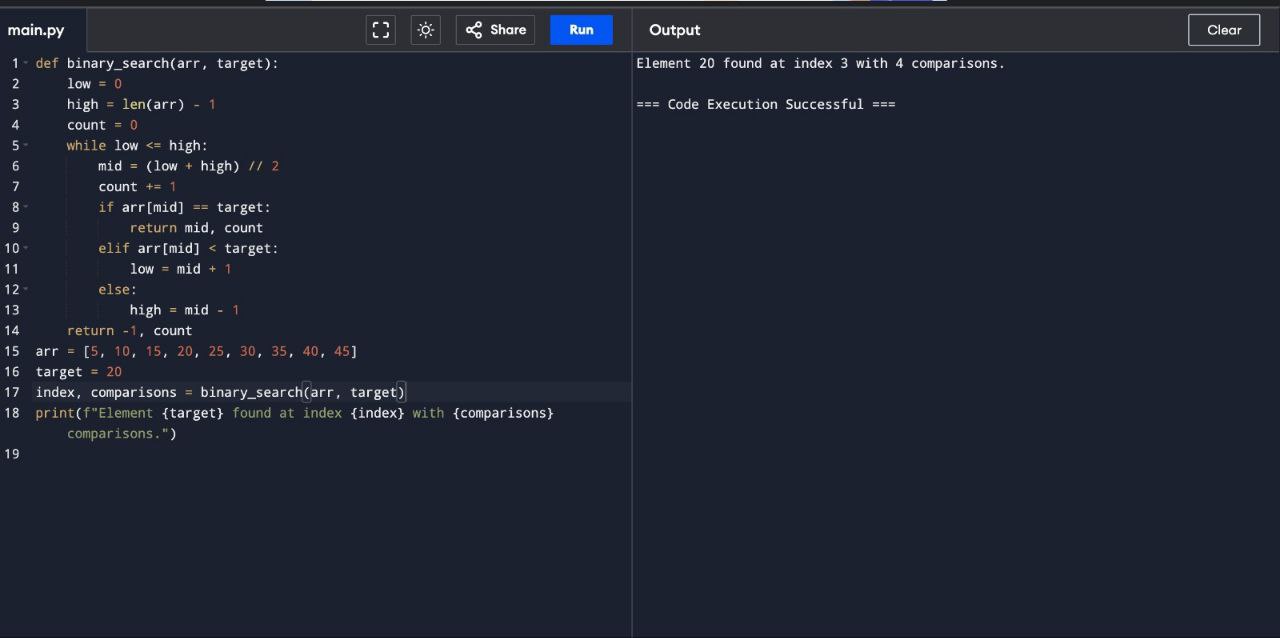 main.py
Share
Run
Output
Clear
1 def binary_search(arr, target):
2     low = 0
3     high = len(arr) - 1
4     count = 0
5     while low <= high:
6         mid = (low + high) // 2
7         count += 1
8         if arr[mid] == target:
9             return mid, count
10         elif arr[mid] < target:
11             low = mid + 1
12         else:
13             high = mid - 1
14     return -1, count
15 arr = [5, 10, 15, 20, 25, 30, 35, 40, 45]
16 target = 20
17 index, comparisons = binary_search(arr, target)
18 print(f"Element {target} found at index {index} with {comparisons}
    comparisons.")
19
Element 20 found at index 3 with 4 comparisons.
=== Code Execution Successful ===